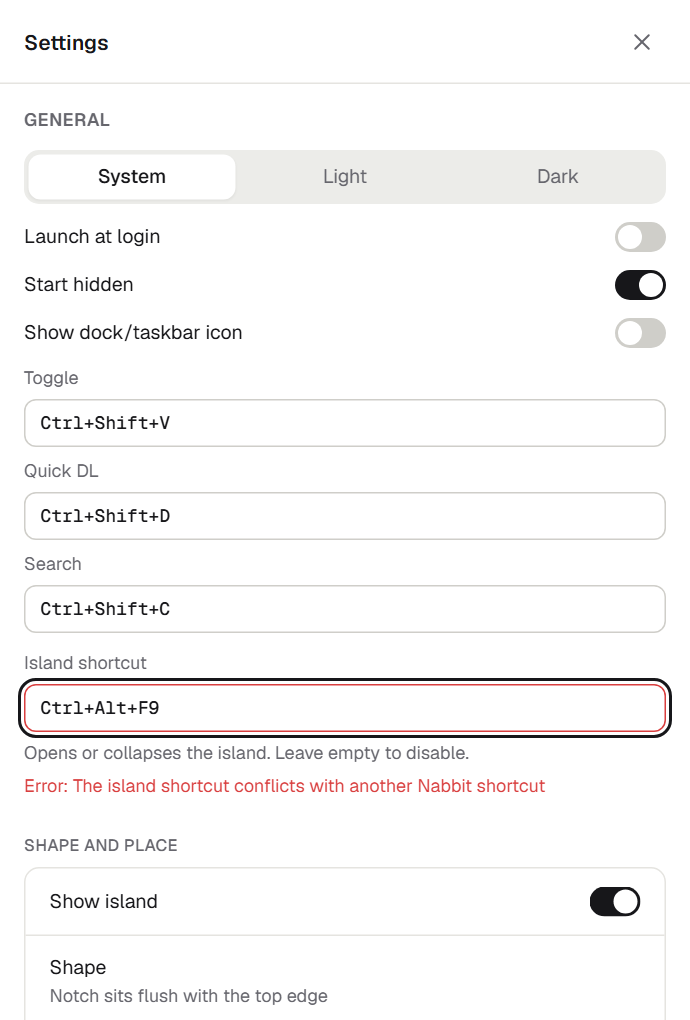 Settings
GENERAL
System Light Dark
Launch at login
Start hidden
Show dock/taskbar icon
Toggle
Ctrl+Shift+V
Quick DL
Ctrl+Shift+D
Search
Ctrl+Shift+C
Island shortcut
Ctrl+Alt+F9
Opens or collapses the island. Leave empty to disable.
Error: The island shortcut conflicts with another Nabbit shortcut
SHAPE AND PLACE
Show island
Shape
Notch sits flush with the top edge